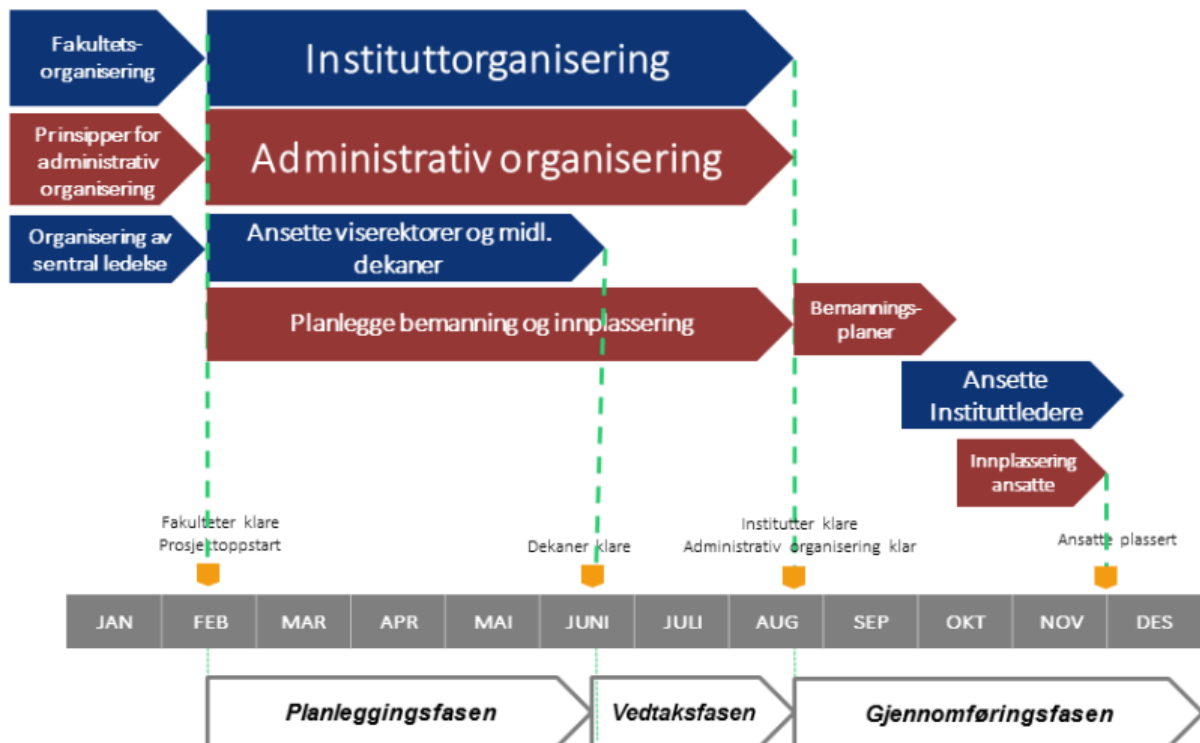 Fakultets-
organisering
Instituttorganisering
Prinsipper for
administrativ
organisering
Administrativ organisering
Organisering av
sentral ledelse
Ansette viserektorer og midl.
dekaner
Planlegge bemanning og innplassering
Bemannings-
planer
Ansette
Instituttledere
Innplassering
ansatte
Fakulteter klare
Prosjektoppstart
Dekaner klare
Institutter klare
Administrativ organisering klar
Ansatte plassert
JAN FEB MAR APR MAI JUNI JULI AUG SEP OKT NOV DES
Planleggingsfasen Vedtaksfasen Gjennomføringsfasen